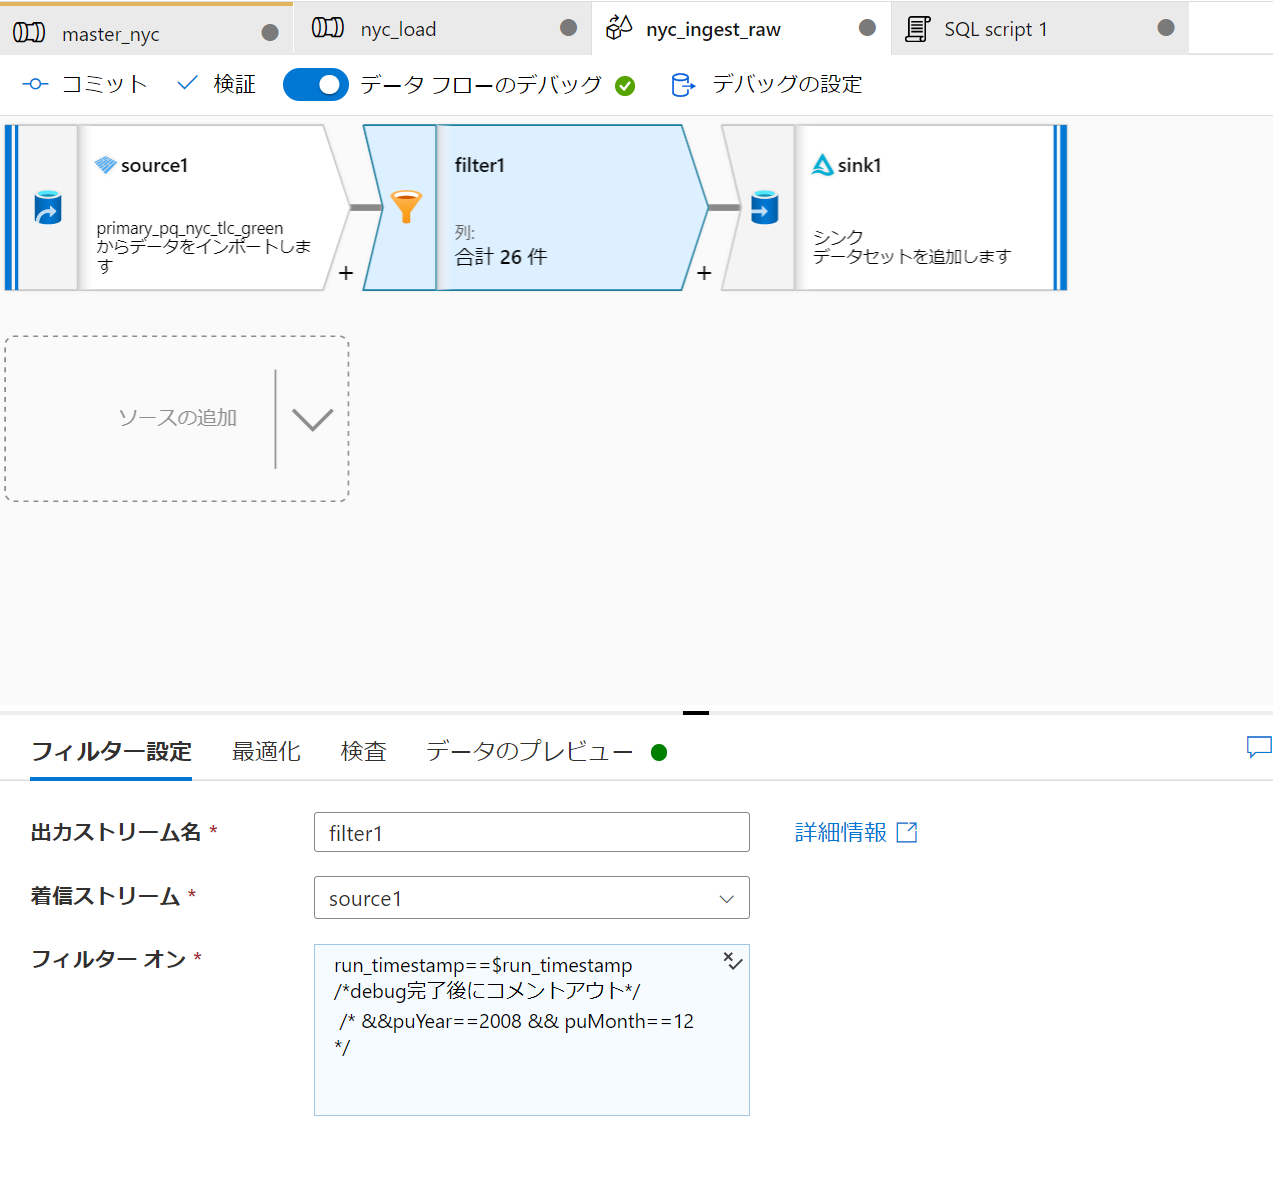 master_nyc
nyc_load
nyc_ingest_raw
SQL script 1
コミット
検証
データ フローのデバッグ
デバッグの設定
source1
primary_pq_nyc_tlc_green
からデータをインポートしま
す
+
filter1
列:
合計 26 件
+
sink1
シンク
データセットを追加します
ソースの追加
フィルター設定
最適化
検査
データのプレビュー
出力ストリーム名 *
filter1
詳細情報
着信ストリーム *
source1
フィルター オン *
run_timestamp==$run_timestamp
/*debug完了後にコメントアウト*/
/* &&puYear==2008 && puMonth==12
*/